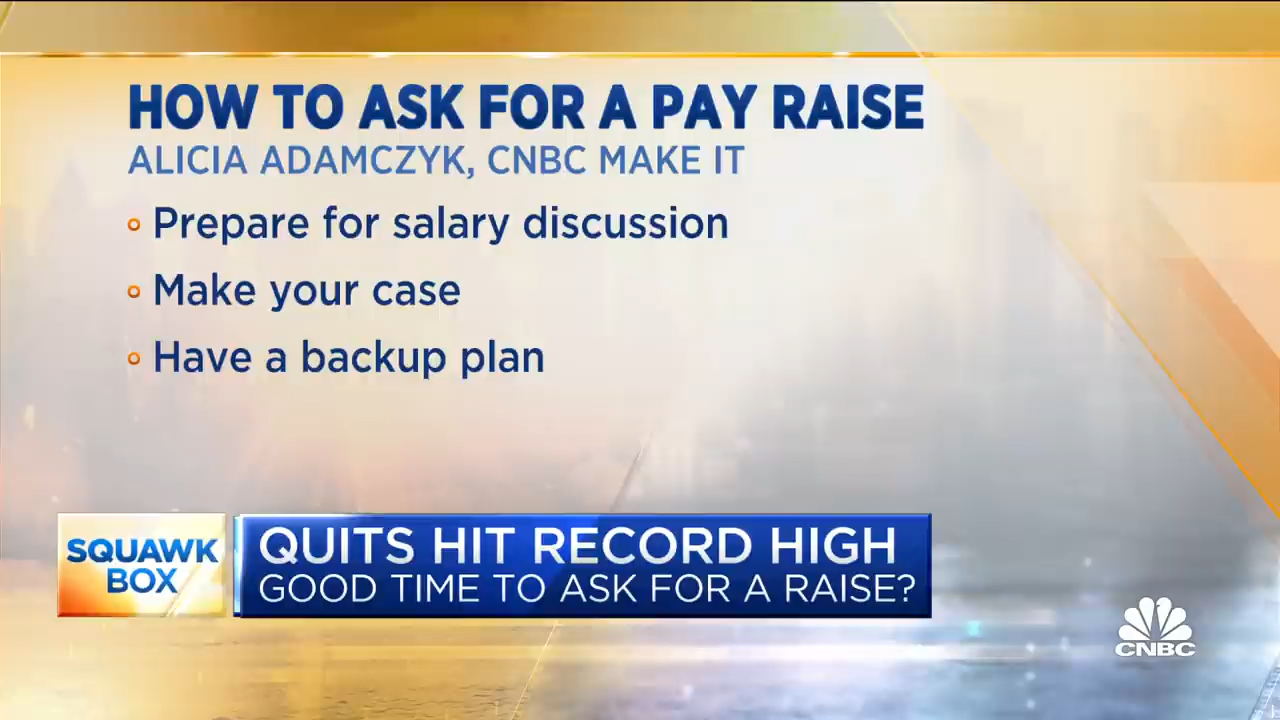 HOW TO ASK FOR A PAY RAISE
ALICIA ADAMCZYK, CNBC MAKE IT
Prepare for salary discussion
Make your case
Have a backup plan
SQUAWK
BOX
QUITS HIT RECORD HIGH
GOOD TIME TO ASK FOR A RAISE?
CNBC